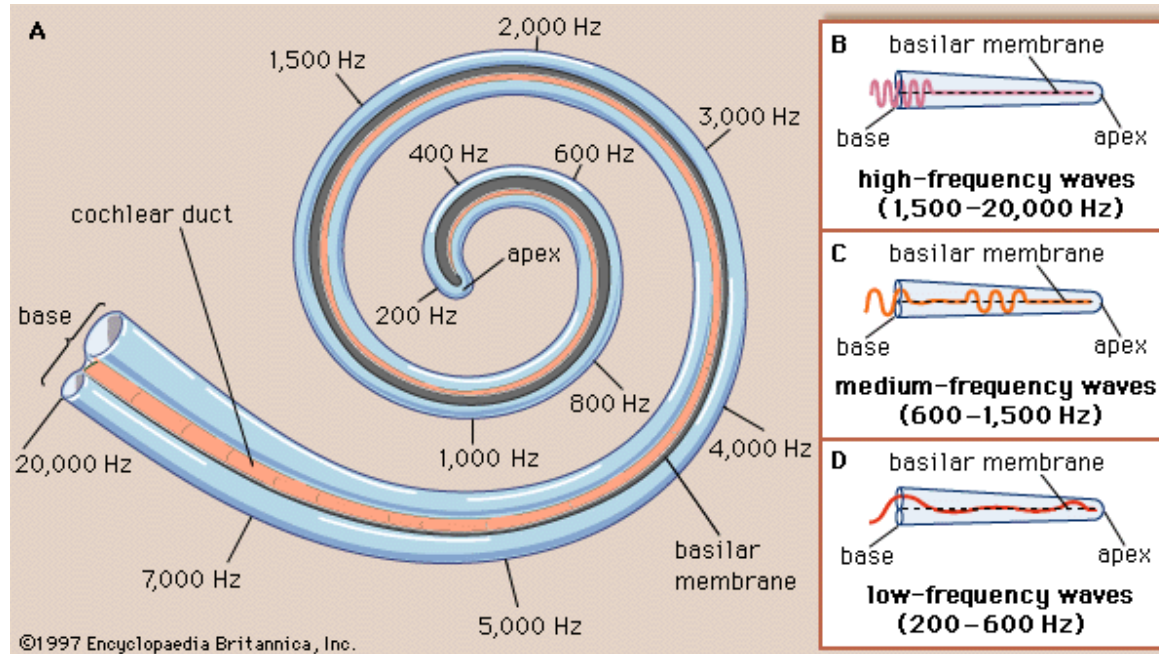 A
2,000 Hz
1,500 Hz
3,000 Hz
400 Hz
600 Hz
cochlear duct
apex
200 Hz
base
800 Hz
4,000 Hz
1,000 Hz
20,000 Hz
basilar
membrane
7,000 Hz
5,000 Hz
©1997 Encyclopaedia Britannica, Inc.
B
basilar membrane
base
apex
high-frequency waves
(1,500–20,000 Hz)
C
basilar membrane
base
apex
medium-frequency waves
(600–1,500 Hz)
D
basilar membrane
base
apex
low-frequency waves
(200–600 Hz)